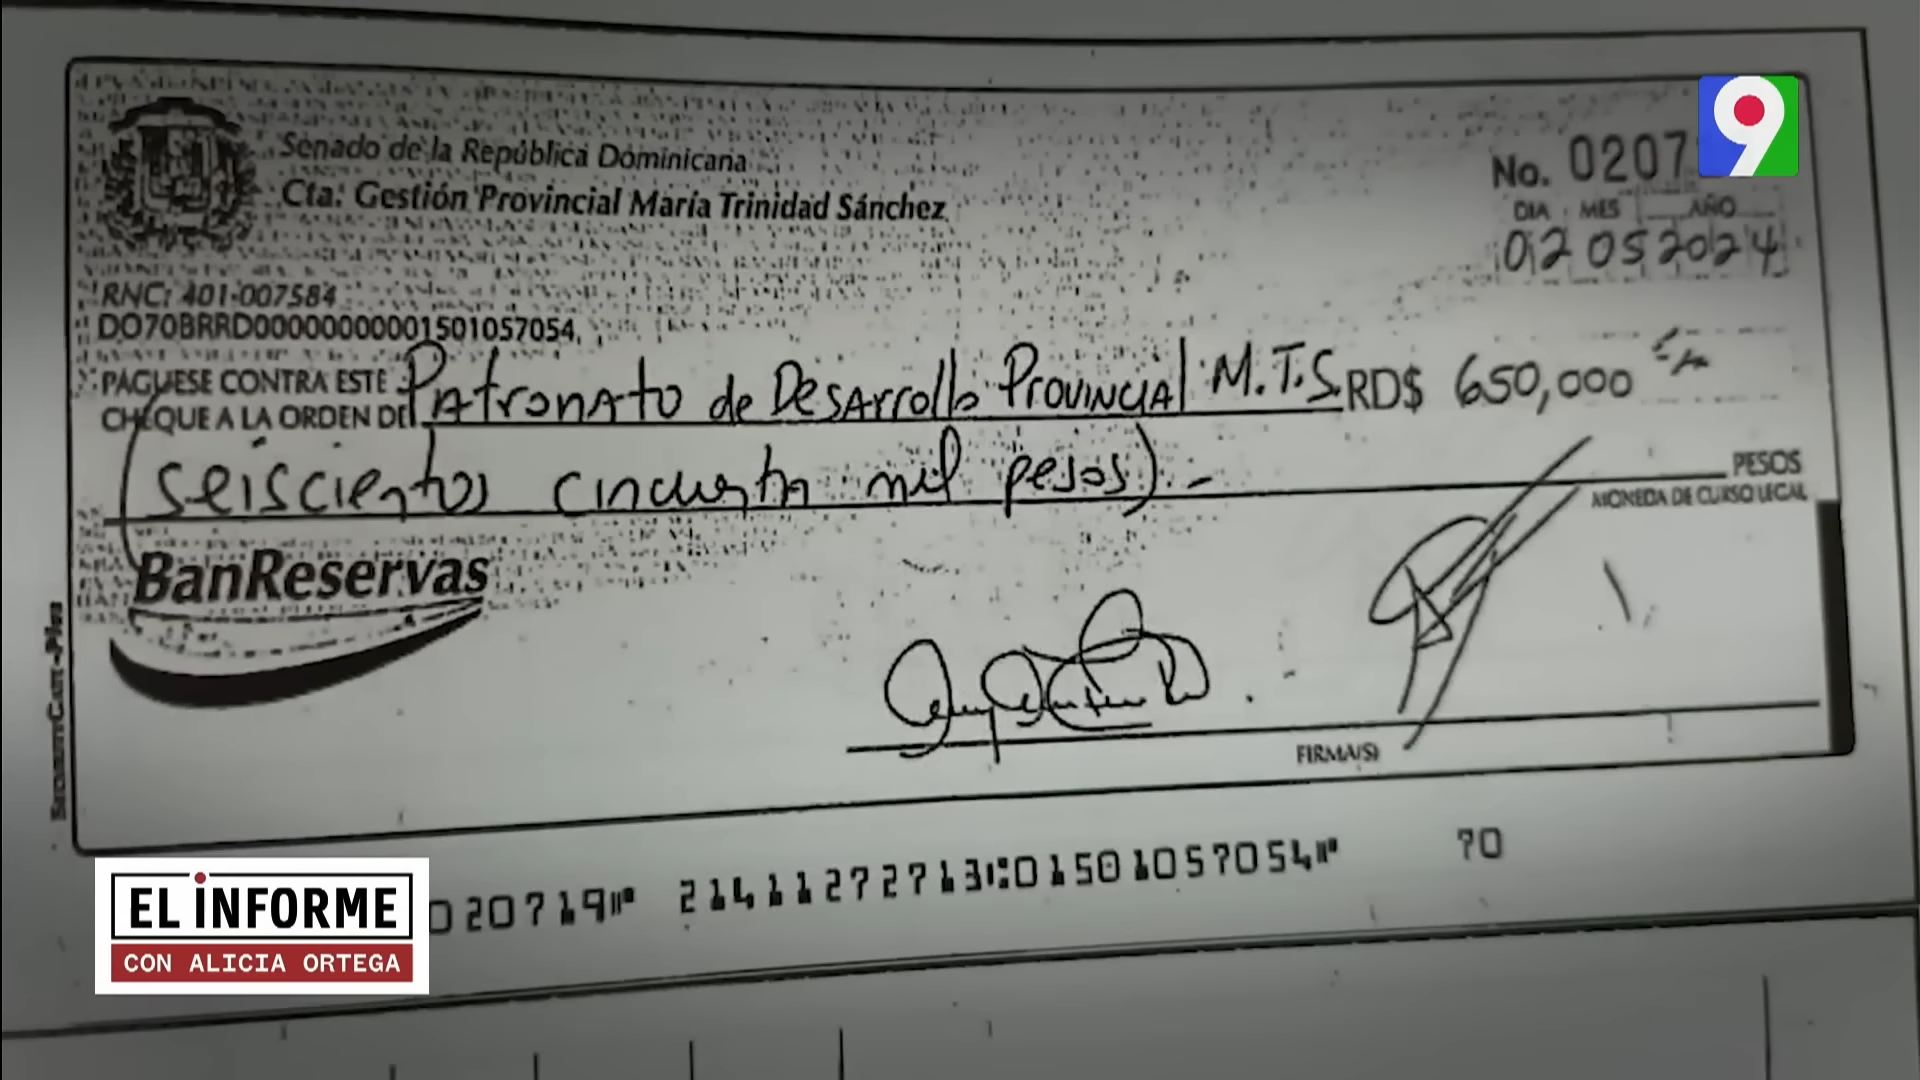 Senado de la República Dominicana
Cta: Gestión Provincial María Trinidad Sánchez
No. 0207
9
DIA MES AÑO
02 05 2024
RNC: 401-007584
DO70BRRD00000000001501057054
PAGUESE CONTRA ESTE
CHEQUE A LA ORDEN DE Patronato de Desarrollo Provincial M.T.S. RD$ 650,000
(seiscientos cincuenta mil pesos).-
PESOS
MONEDA DE CURSO LEGAL
BanReservas
FIRMA(S)
020719 21411272713 01501057054 70
EL INFORME
CON ALICIA ORTEGA